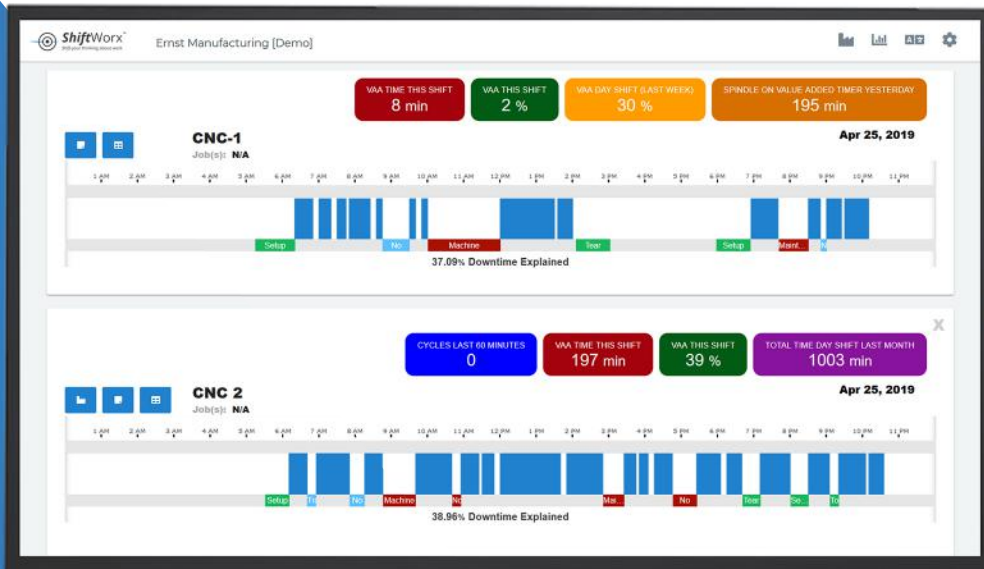 ShiftWorx
Ernst Manufacturing [Demo]
VAA TIME THIS SHIFT
8 min
VAA THIS SHIFT
2 %
VAA DAY SHIFT (LAST WEEK)
30 %
SPINDLE ON VALUE ADDED TIMER YESTERDAY
195 min
CNC-1
Job(s): N/A
Apr 25, 2019
1 AM 2 AM 3 AM 4 AM 5 AM 6 AM 7 AM 8 AM 9 AM 10 AM 11 AM 12 PM 1 PM 2 PM 3 PM 4 PM 5 PM 6 PM 7 PM 8 PM 9 PM 10 PM 11 PM
Setup No Machine Tear Setup Maint... N
37.09% Downtime Explained
X
CYCLES LAST 60 MINUTES
0
VAA TIME THIS SHIFT
197 min
VAA THIS SHIFT
39 %
TOTAL TIME DAY SHIFT LAST MONTH
1003 min
CNC 2
Job(s): N/A
Apr 25, 2019
1 AM 2 AM 3 AM 4 AM 5 AM 6 AM 7 AM 8 AM 9 AM 10 AM 11 AM 12 PM 1 PM 2 PM 3 PM 4 PM 5 PM 6 PM 7 PM 8 PM 9 PM 10 PM 11 PM
Setup No Machine No Mai... No Tear Se... To
38.96% Downtime Explained